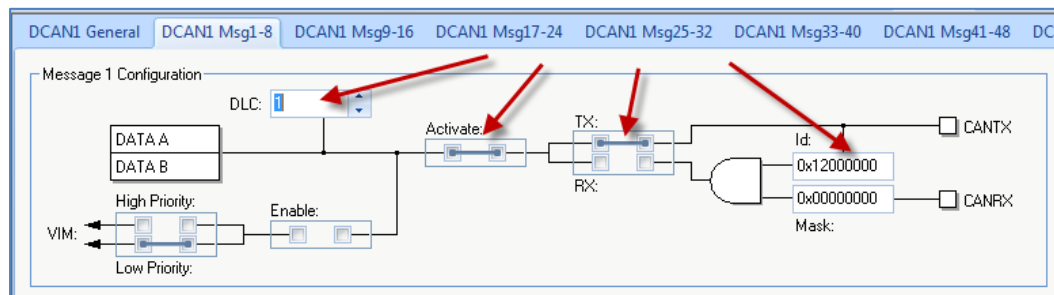 DCAN1 General DCAN1 Msg1-8 DCAN1 Msg9-16 DCAN1 Msg17-24 DCAN1 Msg25-32 DCAN1 Msg33-40 DCAN1 Msg41-48 DC
Message 1 Configuration
DLC: 1
DATA A
DATA B
Activate:
TX:
RX:
CANTX
Id:
0x12000000
0x00000000
Mask:
CANRX
High Priority:
Enable:
VIM:
Low Priority: